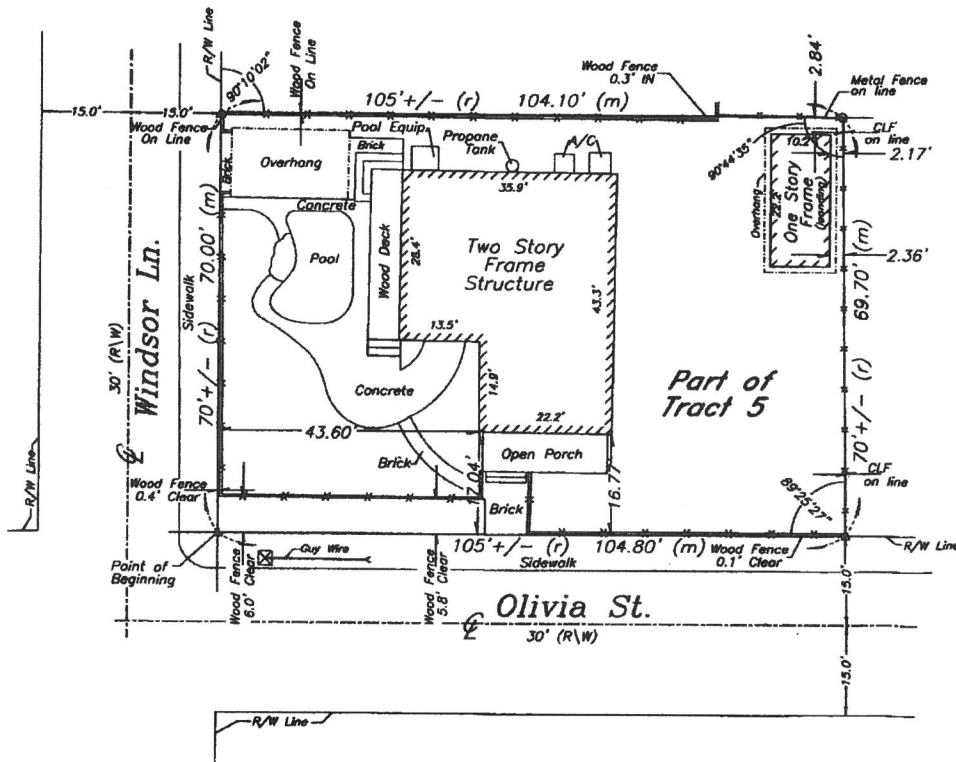 R/W Line
90°10'02"
Wood Fence
On Line
Wood Fence
0.3' IN
2.84'
Metal Fence
on line
15.0'
15.0'
105'+/- (r)
104.10' (m)
Wood Fence
On Line
Pool Equip.
Propane
Tank
A/C
CLF
on line
90°44'35"
10.2'
2.17'
Brick
Overhang
Brick
35.9'
Overhang
22.2'
One Story
Frame
Concrete
Pool
Wood Deck
28.4'
Two Story
Frame
Structure
43.3'
2.36'
69.70' (m)
70'+/- (r)
70.00' (m)
70'+/- (r)
Sidewalk
Windsor Ln.
30' (R\W)
℄
13.5'
14.9'
Concrete
Part of
Tract 5
43.60'
22.2'
Open Porch
Brick
17.04'
16.77'
Brick
CLF
on line
89°25'27"
R/W Line
Wood Fence
0.4' Clear
Point of
Beginning
Guy Wire
Wood Fence
6.0' Clear
Wood Fence
5.8' Clear
105'+/- (r)
104.80' (m)
Sidewalk
Wood Fence
0.1' Clear
R/W Line
15.0'
Olivia St.
℄
30' (R\W)
15.0'
R/W Line